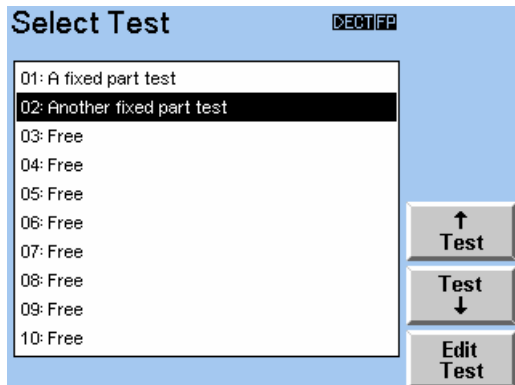 Select Test
DECT FP
01: A fixed part test
02: Another fixed part test
03: Free
04: Free
05: Free
06: Free
07: Free
08: Free
09: Free
10: Free
↑
Test
Test
↓
Edit
Test